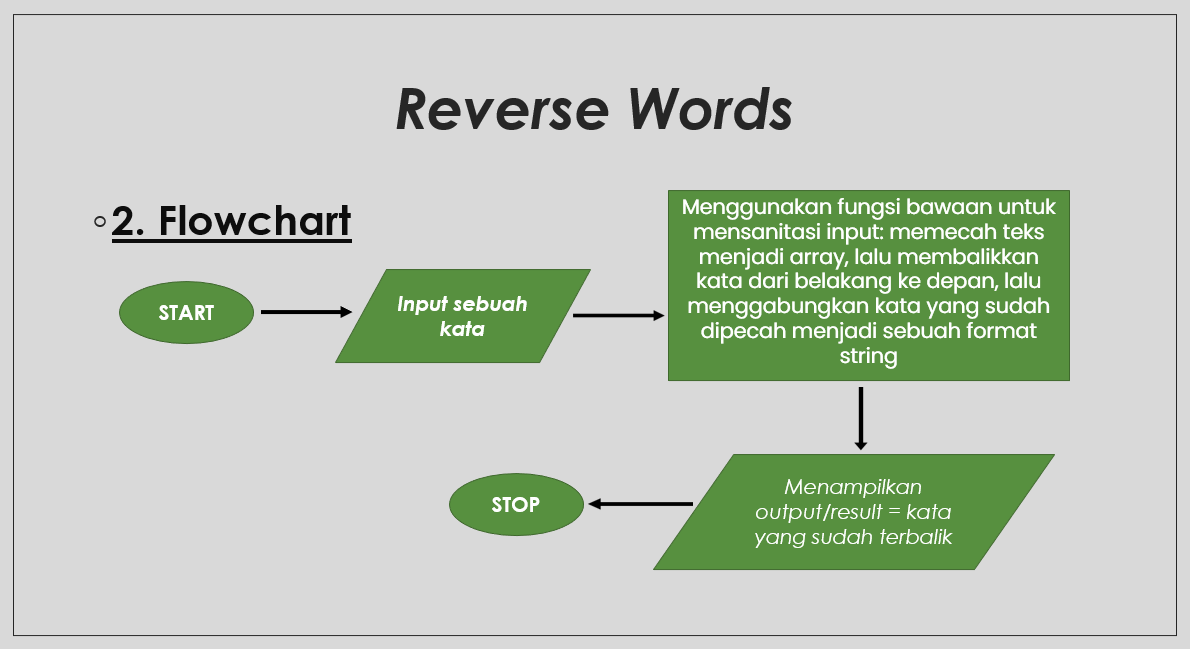 Reverse Words
2. Flowchart
START
Input sebuah
kata
Menggunakan fungsi bawaan untuk
mensanitasi input: memecah teks
menjadi array, lalu membalikkan
kata dari belakang ke depan, lalu
menggabungkan kata yang sudah
dipecah menjadi sebuah format
string
Menampilkan
output/result = kata
yang sudah terbalik
STOP